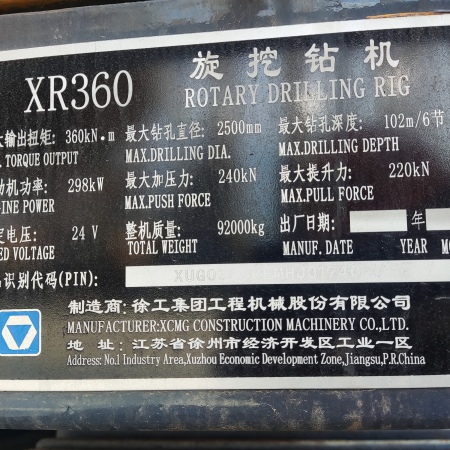 XR360 旋挖钻机
ROTARY DRILLING RIG
大输出扭矩: 360kN·m 最大钻孔直径: 2500mm 最大钻孔深度: 102m/6节
. TORQUE OUTPUT MAX.DRILLING DIA. MAX.DRILLING DEPTH
动机功率: 298kW 最大加压力: 240kN 最大提升力: 220kN
INE POWER MAX.PUSH FORCE MAX.PULL FORCE
定电压: 24 V 整机质量: 92000kg 出厂日期: 年
ED VOLTAGE TOTAL WEIGHT MANUF. DATE YEAR MO
识别代码(PIN): XUG0
制造商: 徐工集团工程机械股份有限公司
MANUFACTURER:XCMG CONSTRUCTION MACHINERY CO.,LTD.
地 址: 江苏省徐州市经济开发区工业一区
Address: No.1 Industry Area,Xuzhou Economic Development Zone,Jiangsu,P.R.China